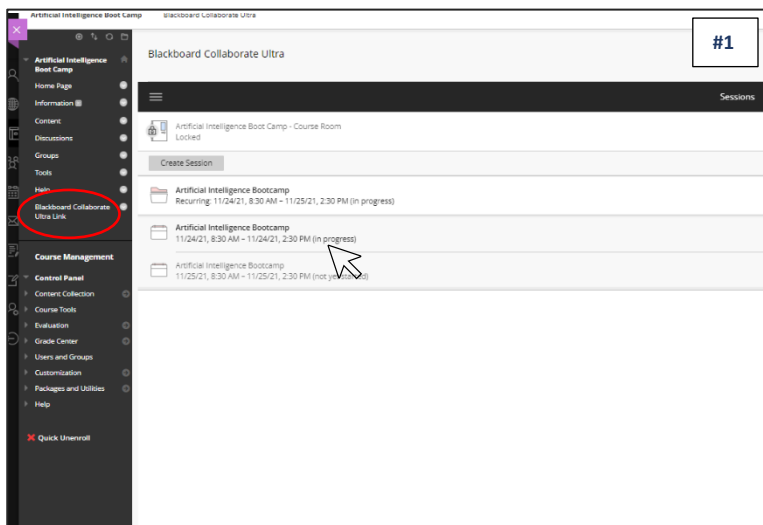 Artificial Intelligence Boot Camp
Blackboard Collaborate Ultra
#1
Artificial Intelligence
Boot Camp
Home Page
Information
Content
Discussions
Groups
Tools
Help
Blackboard Collaborate
Ultra Link
Course Management
Control Panel
Content Collection
Course Tools
Evaluation
Grade Center
Users and Groups
Customization
Packages and Utilities
Help
Quick Unenroll
Blackboard Collaborate Ultra
Sessions
Artificial Intelligence Boot Camp - Course Room
Locked
Create Session
Artificial Intelligence Bootcamp
Recurring: 11/24/21, 8:30 AM – 11/25/21, 2:30 PM (in progress)
Artificial Intelligence Bootcamp
11/24/21, 8:30 AM – 11/24/21, 2:30 PM (in progress)
Artificial Intelligence Bootcamp
11/25/21, 8:30 AM – 11/25/21, 2:30 PM (not yet started)